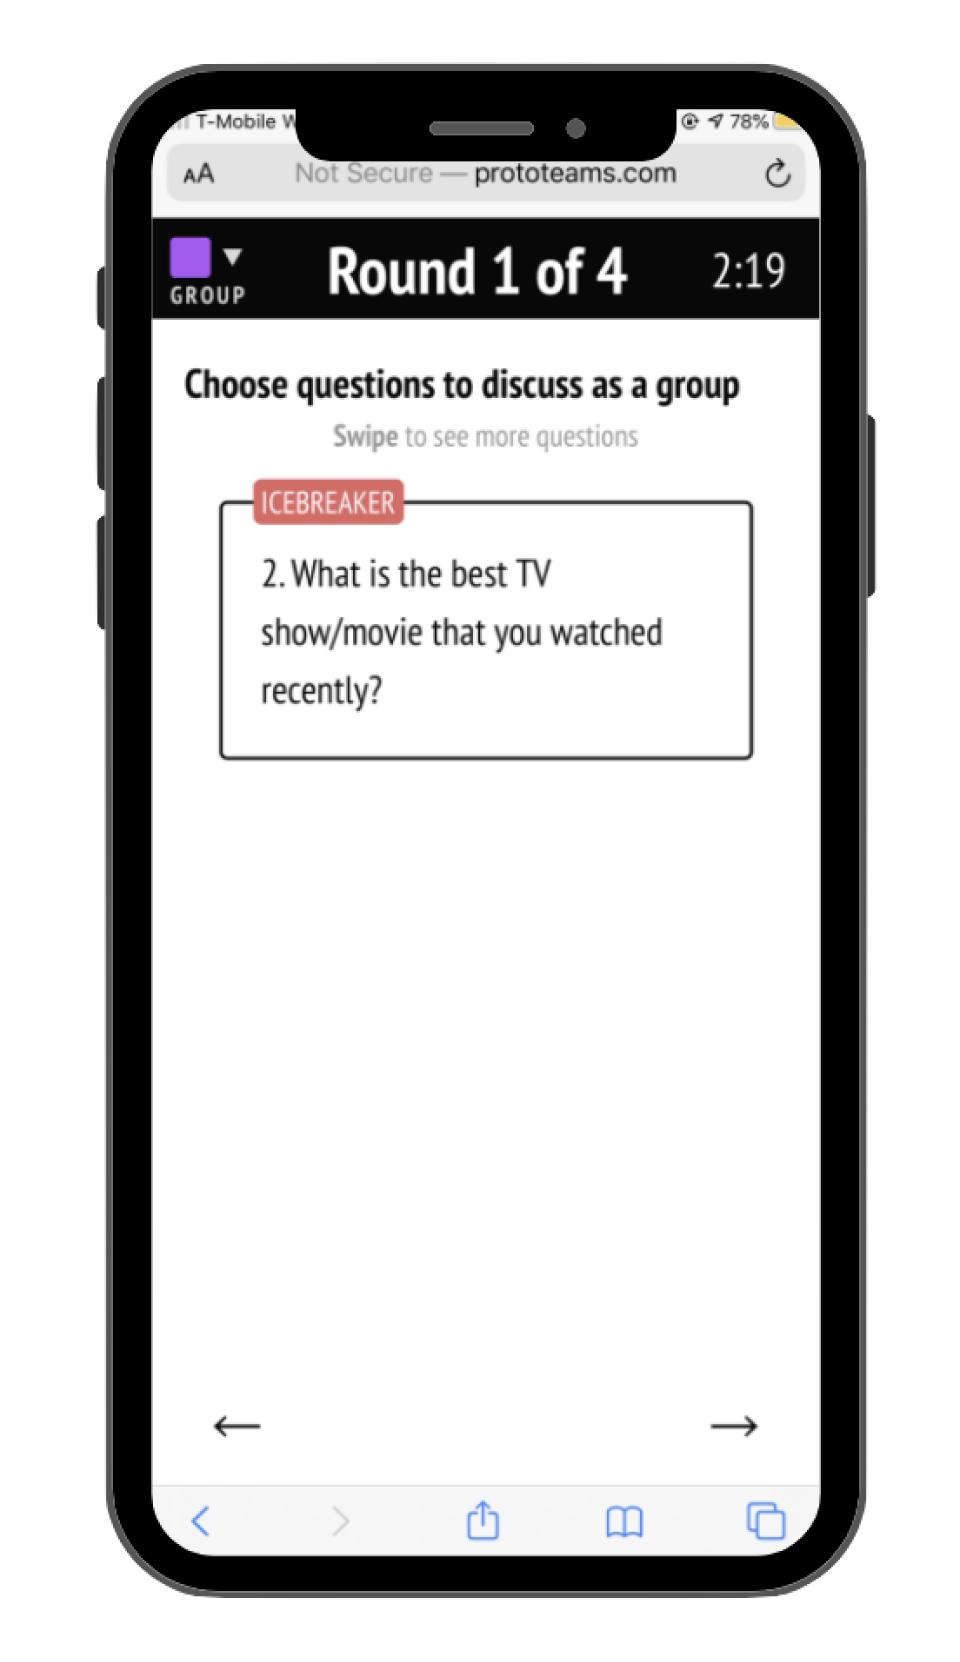 T-Mobile 78%
AA Not Secure — prototeams.com
GROUP Round 1 of 4 2:19
Choose questions to discuss as a group
Swipe to see more questions
ICEBREAKER
2. What is the best TV
show/movie that you watched
recently?